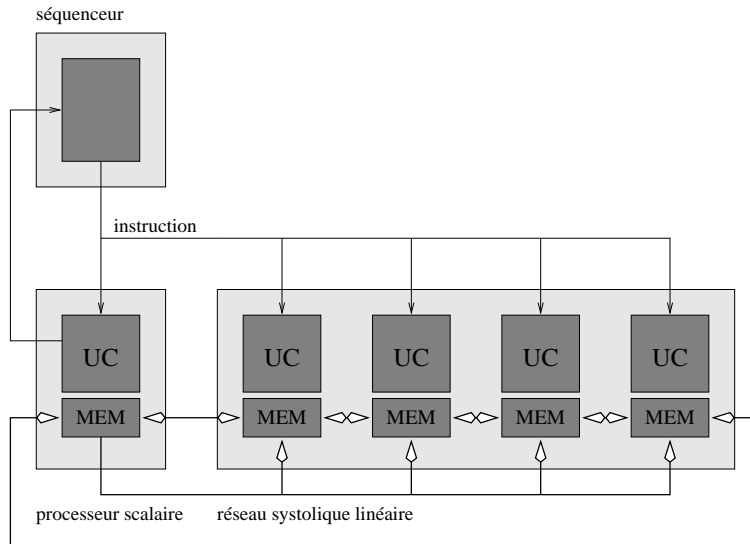 séquenceur
instruction
UC
UC
UC
UC
UC
MEM
MEM
MEM
MEM
MEM
processeur scalaire
réseau systolique linéaire